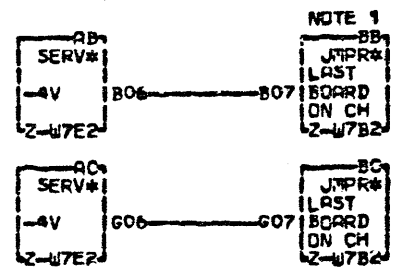 NOTE 1
AB BB
SERV* JMPR*
LAST
-4V B06 B07 BOARD
ON CH
Z-W7E2 Z-W7B2
AC BC
SERV* JMPR*
LAST
-4V G06 G07 BOARD
ON CH
Z-W7E2 Z-W7B2